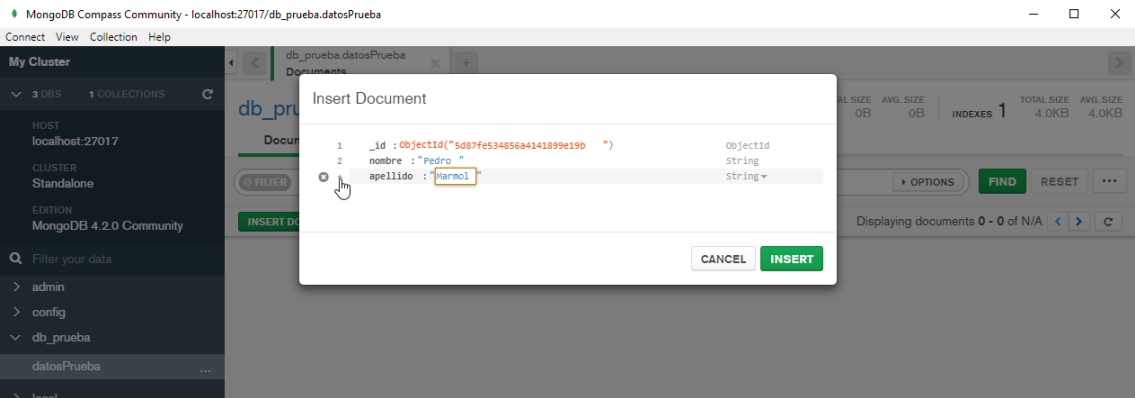 MongoDB Compass Community - localhost:27017/db_prueba.datosPrueba
Connect View Collection Help
My Cluster
3 DBS 1 COLLECTIONS
HOST
localhost:27017
CLUSTER
Standalone
EDITION
MongoDB 4.2.0 Community
Filter your data
admin
config
db_prueba
datosPrueba ...
local
db_prueba.datosPrueba
Documents
db_pru
AVG. SIZE
0B 0B
INDEXES 1
TOTAL SIZE AVG. SIZE
4.0KB 4.0KB
Docum
FILTER
OPTIONS
FIND
RESET
...
INSERT DO
Displaying documents 0 - 0 of N/A
Insert Document
1 _id : ObjectId("5d87fe534856a4141899e19b ") ObjectId
2 nombre : "Pedro " String
apellido : "Marmol " String
CANCEL INSERT